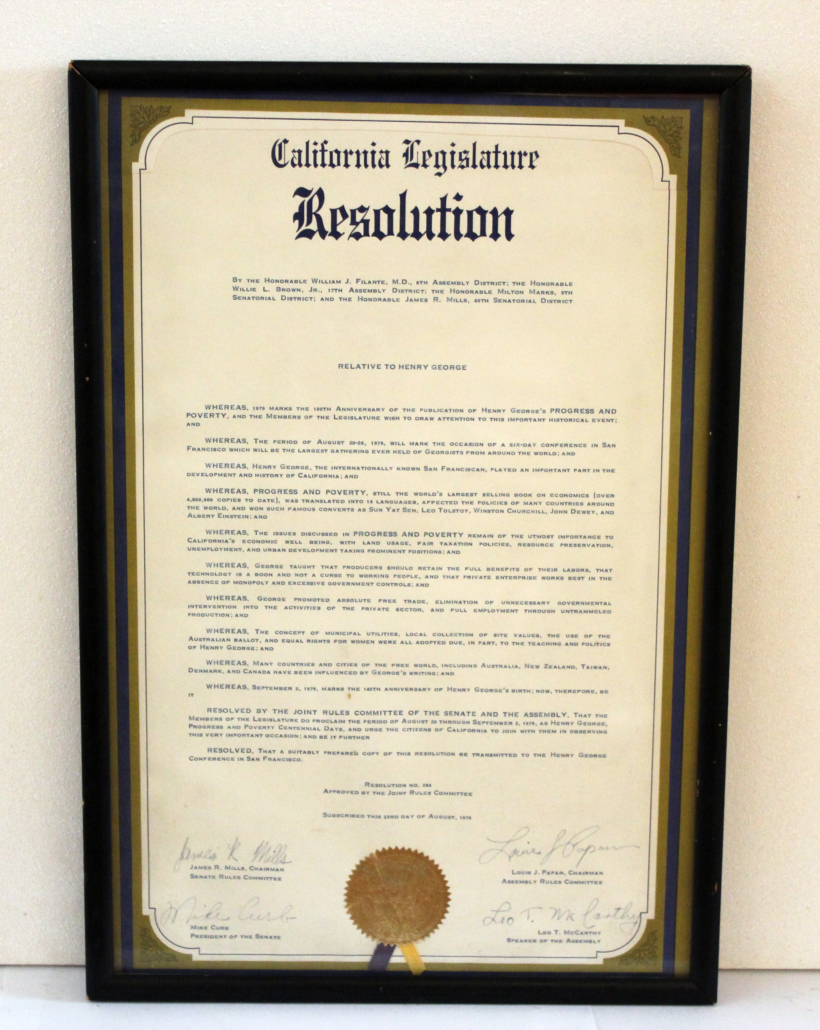 California Legislature
Resolution
BY THE HONORABLE WILLIAM J. FILANTE, M.D., 9TH ASSEMBLY DISTRICT; THE HONORABLE
WILLIE L. BROWN, JR., 17TH ASSEMBLY DISTRICT; THE HONORABLE MILTON MARKS, 5TH
SENATORIAL DISTRICT; AND THE HONORABLE JAMES R. MILLS, 40TH SENATORIAL DISTRICT
RELATIVE TO HENRY GEORGE
WHEREAS, 1979 MARKS THE 100TH ANNIVERSARY OF THE PUBLICATION OF HENRY GEORGE'S PROGRESS AND
POVERTY, AND THE MEMBERS OF THE LEGISLATURE WISH TO DRAW ATTENTION TO THIS IMPORTANT HISTORICAL EVENT;
AND
WHEREAS, THE PERIOD OF AUGUST 20-25, 1979, WILL MARK THE OCCASION OF A SIX-DAY CONFERENCE IN SAN
FRANCISCO WHICH WILL BE THE LARGEST GATHERING EVER HELD OF GEORGISTS FROM AROUND THE WORLD; AND
WHEREAS, HENRY GEORGE, THE INTERNATIONALLY KNOWN SAN FRANCISCAN, PLAYED AN IMPORTANT PART IN THE
DEVELOPMENT AND HISTORY OF CALIFORNIA; AND
WHEREAS, PROGRESS AND POVERTY, STILL THE WORLD'S LARGEST SELLING BOOK ON ECONOMICS (OVER
COPIES TO DATE), WAS TRANSLATED INTO 14 LANGUAGES, AFFECTED THE POLICIES OF MANY COUNTRIES AROUND
THE WORLD, AND WON SUCH FAMOUS CONVERTS AS SUN YAT SEN, LEO TOLSTOY, WINSTON CHURCHILL, JOHN DEWEY, AND
ALBERT EINSTEIN; AND
WHEREAS, THE ISSUES DISCUSSED IN PROGRESS AND POVERTY REMAIN OF THE UTMOST IMPORTANCE TO
CALIFORNIA'S ECONOMIC WELL BEING, WITH LAND USAGE, FAIR TAXATION POLICIES, RESOURCE PRESERVATION,
UNEMPLOYMENT, AND URBAN DEVELOPMENT TAKING PROMINENT POSITIONS; AND
WHEREAS, GEORGE TAUGHT THAT PRODUCERS SHOULD RETAIN THE FULL BENEFITS OF THEIR LABORS, THAT
TECHNOLOGY IS A BOON AND NOT A CURSE TO WORKING PEOPLE, AND THAT PRIVATE ENTERPRISE WORKS BEST IN THE
ABSENCE OF MONOPOLY AND EXCESSIVE GOVERNMENT CONTROLS; AND
WHEREAS, GEORGE PROMOTED ABSOLUTE FREE TRADE, ELIMINATION OF UNNECESSARY GOVERNMENTAL
INTERVENTION INTO THE ACTIVITIES OF THE PRIVATE SECTOR, AND FULL EMPLOYMENT THROUGH UNTRAMMELED
PRODUCTION; AND
WHEREAS, THE CONCEPT OF MUNICIPAL UTILITIES, LOCAL COLLECTION OF SITE VALUES, THE USE OF THE
AUSTRALIAN BALLOT, AND EQUAL RIGHTS FOR WOMEN WERE ALL ADOPTED DUE, IN PART, TO THE TEACHING AND POLITICS
OF HENRY GEORGE; AND
WHEREAS, MANY COUNTRIES AND CITIES OF THE FREE WORLD, INCLUDING AUSTRALIA, NEW ZEALAND, TAIWAN,
DENMARK, AND CANADA HAVE BEEN INFLUENCED BY GEORGE'S WRITING; AND
WHEREAS, SEPTEMBER 2, 1979, MARKS THE 140TH ANNIVERSARY OF HENRY GEORGE'S BIRTH; NOW, THEREFORE, BE
IT
RESOLVED BY THE JOINT RULES COMMITTEE OF THE SENATE AND THE ASSEMBLY, THAT THE
MEMBERS OF THE LEGISLATURE DO PROCLAIM THE PERIOD OF AUGUST 20 THROUGH SEPTEMBER 2, 1979, AS HENRY GEORGE,
PROGRESS AND POVERTY CENTENNIAL DAYS, AND URGE THE CITIZENS OF CALIFORNIA TO JOIN WITH THEM IN OBSERVING
THIS VERY IMPORTANT OCCASION; AND BE IT FURTHER
RESOLVED, THAT A SUITABLY PREPARED COPY OF THIS RESOLUTION BE TRANSMITTED TO THE HENRY GEORGE
CONFERENCE IN SAN FRANCISCO.
RESOLUTION NO.
APPROVED BY THE JOINT RULES COMMITTEE
SUBSCRIBED THIS 23RD DAY OF AUGUST, 1979
James R. Mills
JAMES R. MILLS, CHAIRMAN
SENATE RULES COMMITTEE
Louis J Papan
LOUIS J. PAPAN, CHAIRMAN
ASSEMBLY RULES COMMITTEE
Mike Curb
MIKE CURB
PRESIDENT OF THE SENATE
Leo T. McCarthy
LEO T. MCCARTHY
SPEAKER OF THE ASSEMBLY